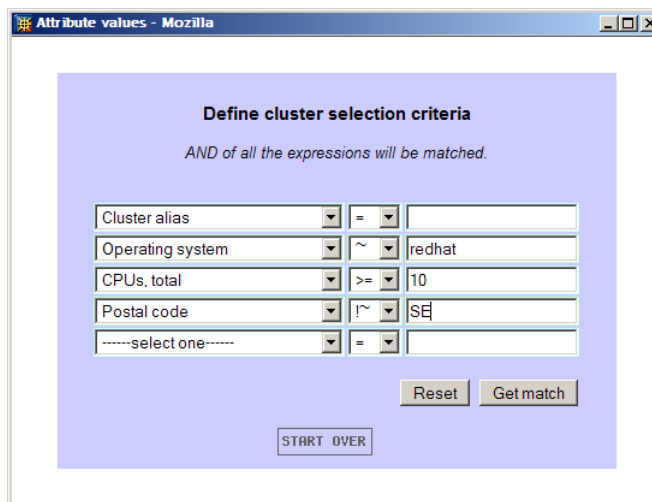 Attribute values - Mozilla
Define cluster selection criteria
AND of all the expressions will be matched.
Cluster alias =
Operating system ~ redhat
CPUs, total >= 10
Postal code !~ SE
------select one------ =
Reset Get match
START OVER